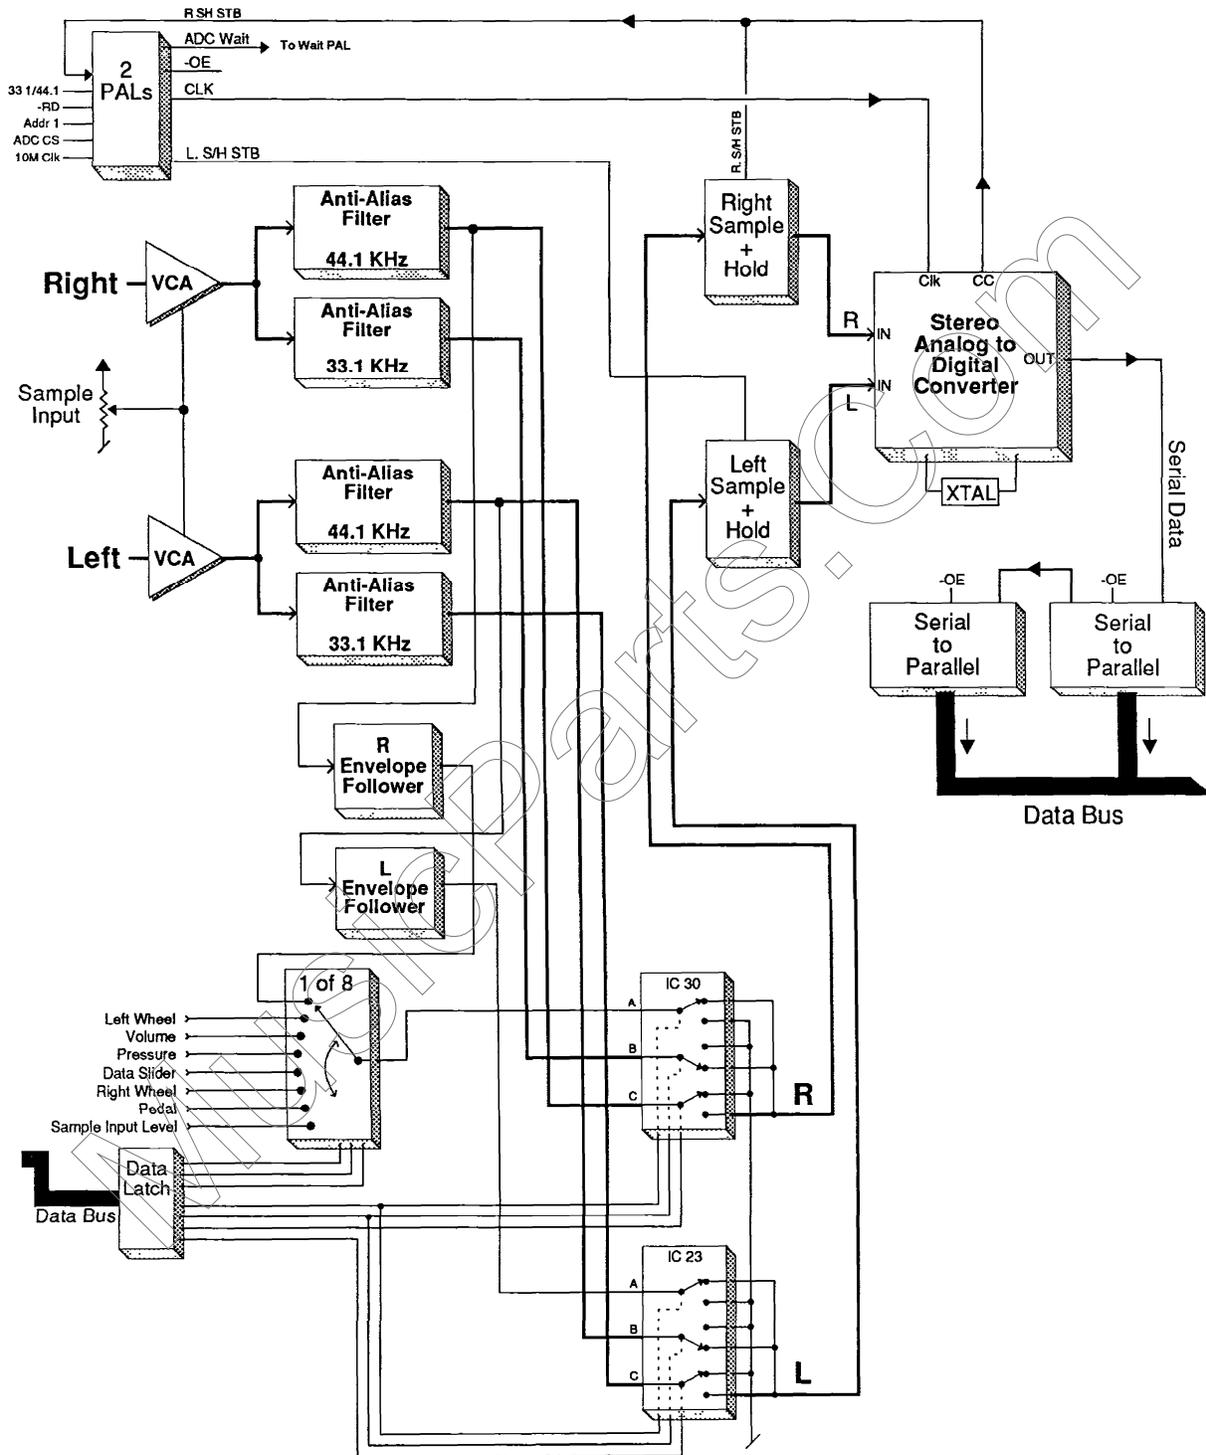 R SH STB
ADC Wait
To Wait PAL
-OE
2
PALs
CLK
33 1/44.1
-RD
Addr 1
ADC CS
10M Clk
L. S/H STB
R. S/H STB
Anti-Alias
Filter
44.1 KHz
Right
VCA
Anti-Alias
Filter
33.1 KHz
Sample
Input
Anti-Alias
Filter
44.1 KHz
Left
VCA
Anti-Alias
Filter
33.1 KHz
Right
Sample
+
Hold
Clk
CC
R
IN
Stereo
Analog to
Digital
Converter
OUT
IN
L
XTAL
Left
Sample
+
Hold
Serial Data
-OE
-OE
Serial
to
Parallel
Serial
to
Parallel
Data Bus
R
Envelope
Follower
L
Envelope
Follower
1 of 8
Left Wheel
Volume
Pressure
Data Slider
Right Wheel
Pedal
Sample Input Level
Data
Latch
Data Bus
IC 30
A
B
C
R
IC 23
A
B
C
L
MusicParts.com